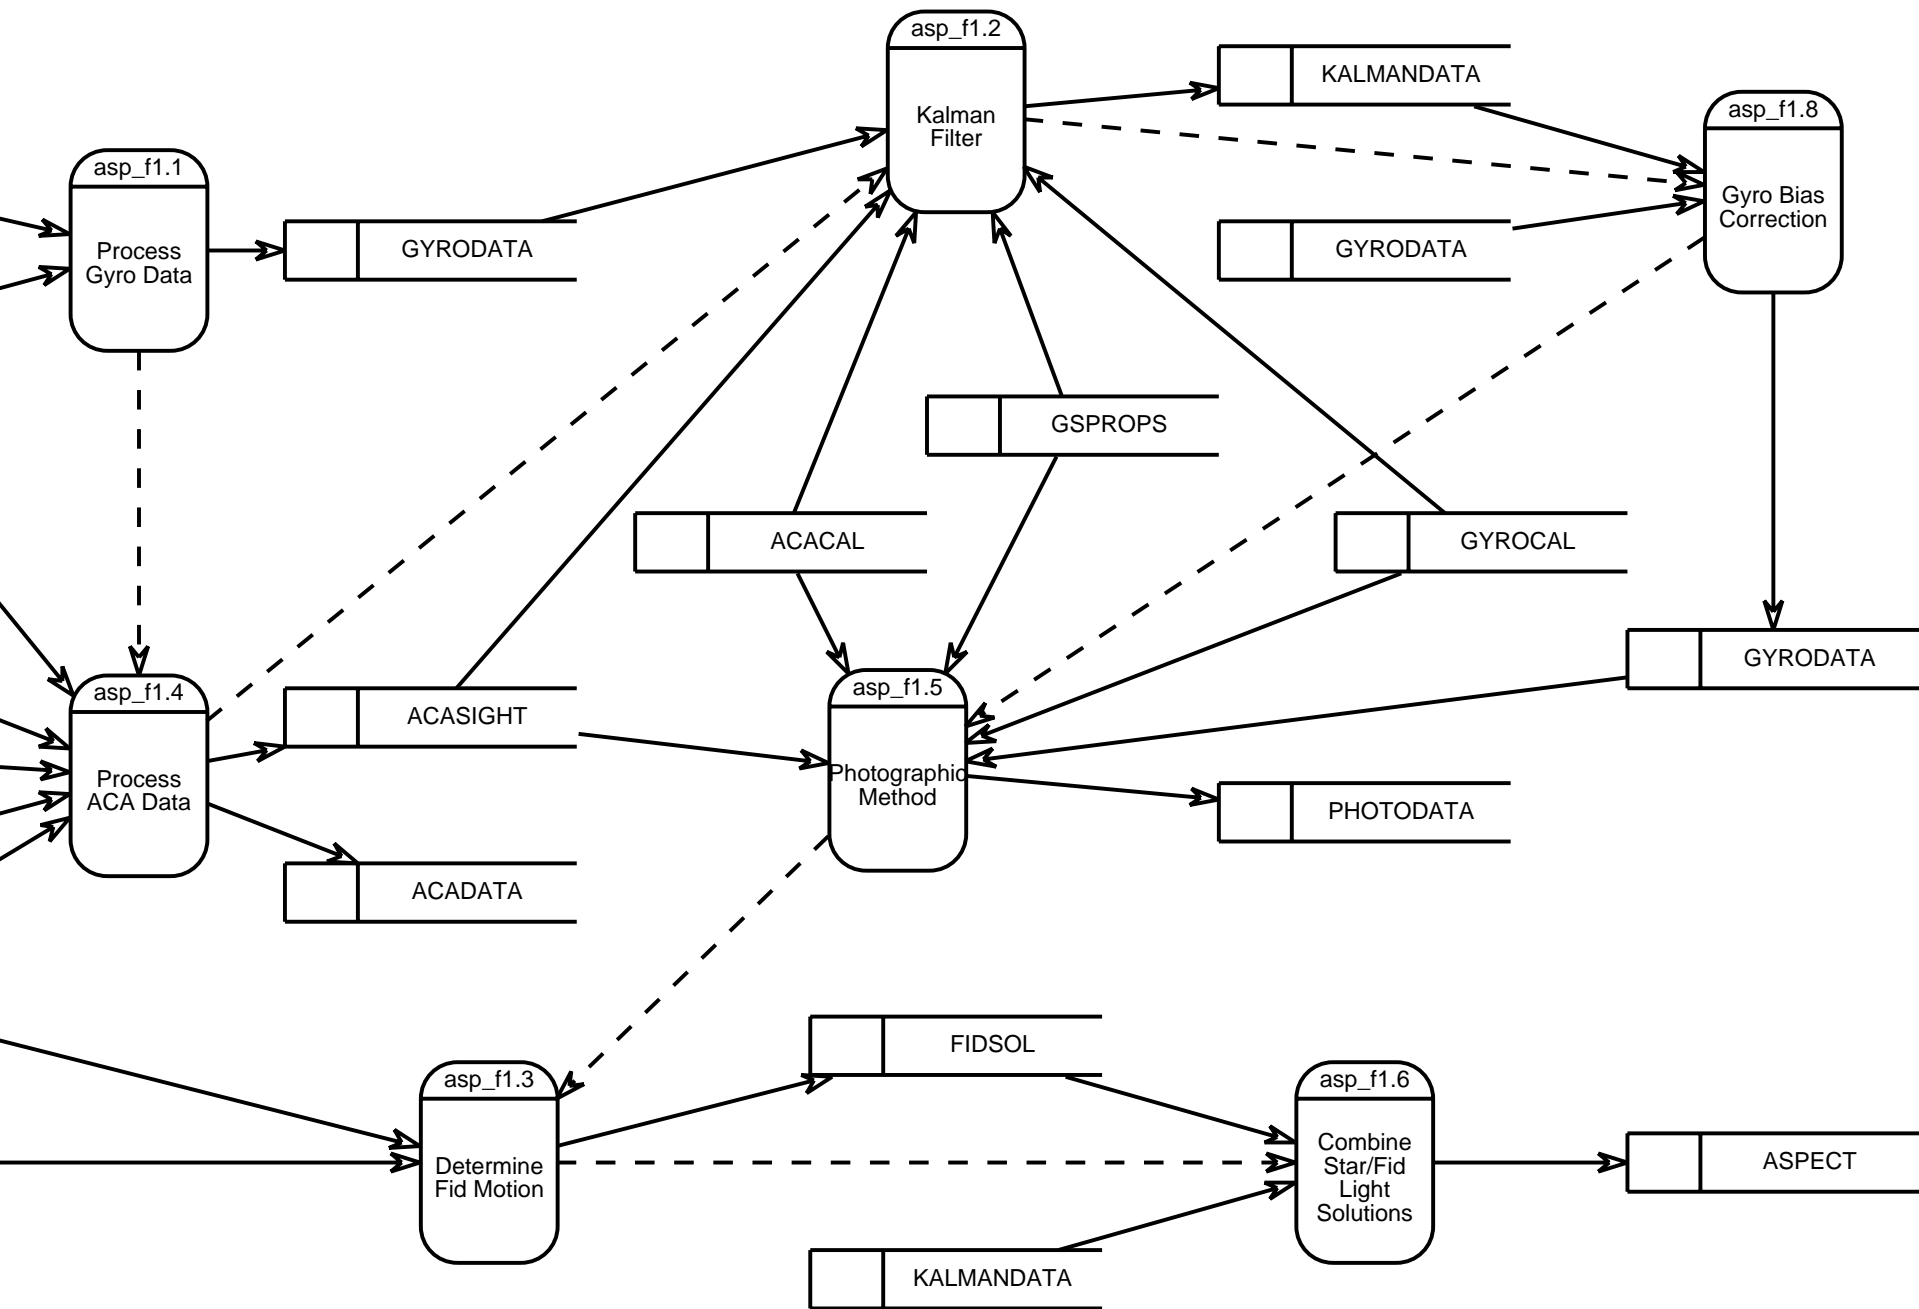 asp_f1.2
Kalman
Filter
KALMANDATA
asp_f1.8
Gyro Bias
Correction
asp_f1.1
Process
Gyro Data
GYRODATA
GYRODATA
GSPROPS
ACACAL
GYROCAL
GYRODATA
asp_f1.4
Process
ACA Data
ACASIGHT
asp_f1.5
Photographic
Method
PHOTODATA
ACADATA
FIDSOL
asp_f1.3
Determine
Fid Motion
asp_f1.6
Combine
Star/Fid
Light
Solutions
ASPECT
KALMANDATA